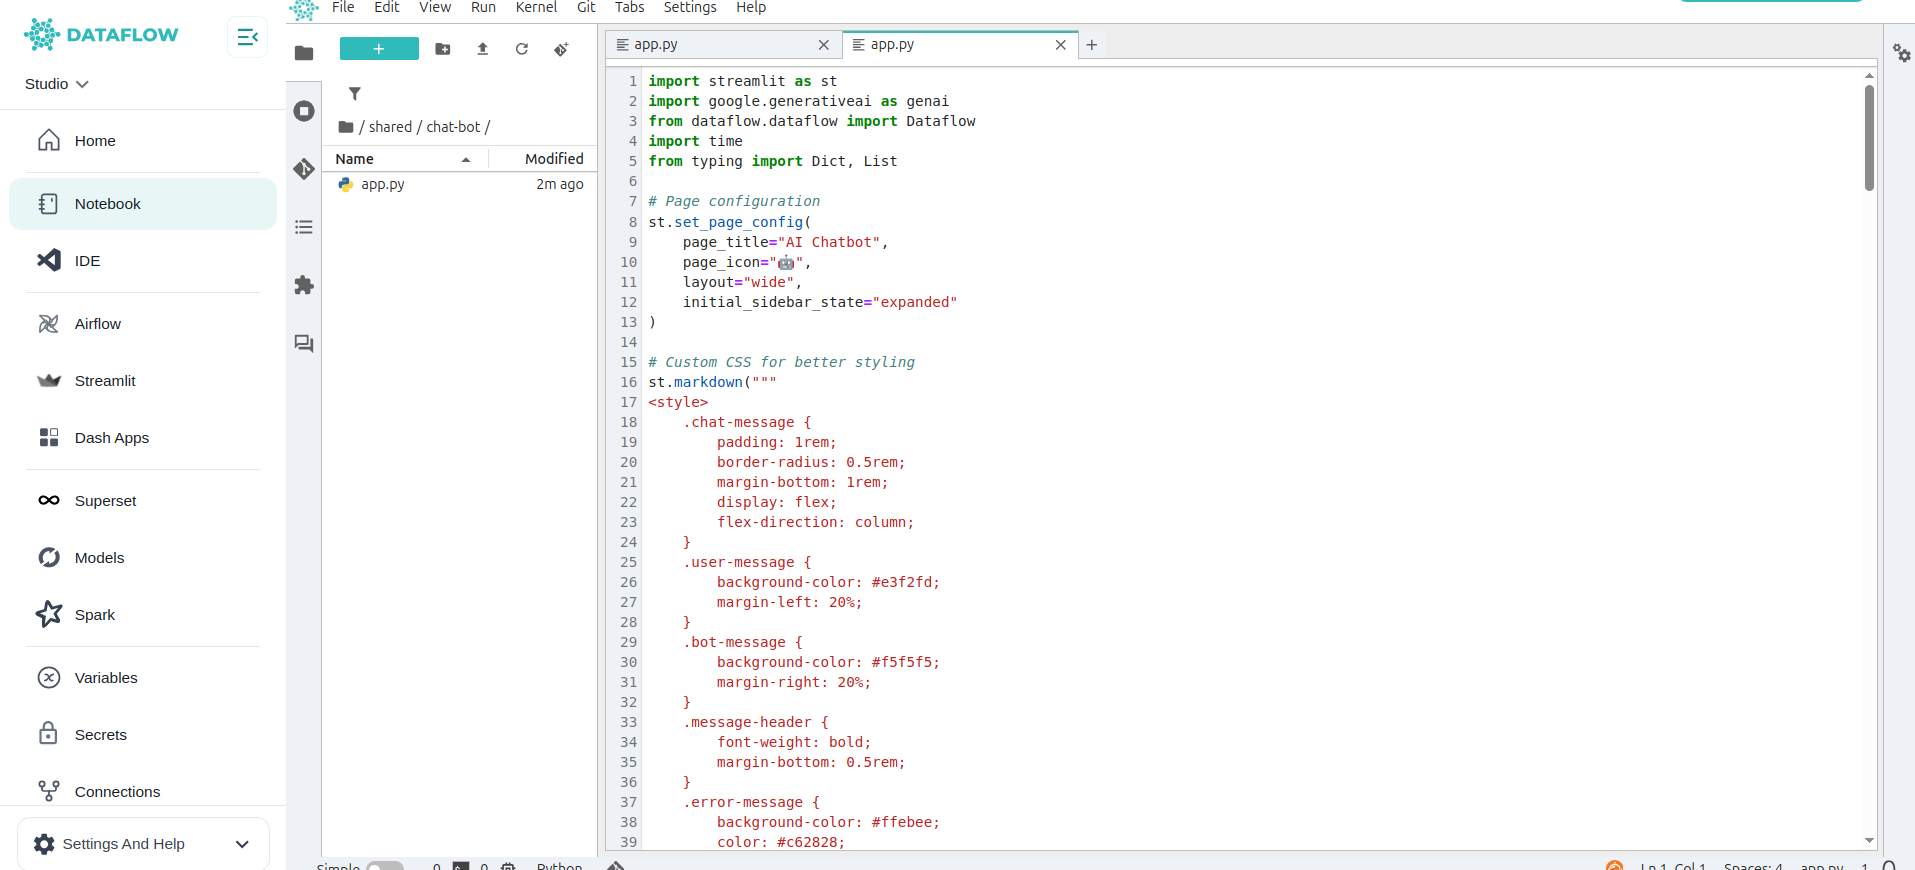 DATAFLOW
Studio
Home
Notebook
IDE
Airflow
Streamlit
Dash Apps
Superset
Models
Spark
Variables
Secrets
Connections
Settings And Help
File Edit View Run Kernel Git Tabs Settings Help
/ shared / chat-bot /
Name Modified
app.py 2m ago
app.py app.py
1 import streamlit as st
2 import google.generativeai as genai
3 from dataflow.dataflow import Dataflow
4 import time
5 from typing import Dict, List
6
7 # Page configuration
8 st.set_page_config(
9     page_title="AI Chatbot",
10     page_icon="🤖",
11     layout="wide",
12     initial_sidebar_state="expanded"
13 )
14
15 # Custom CSS for better styling
16 st.markdown("""
17 <style>
18     .chat-message {
19         padding: 1rem;
20         border-radius: 0.5rem;
21         margin-bottom: 1rem;
22         display: flex;
23         flex-direction: column;
24     }
25     .user-message {
26         background-color: #e3f2fd;
27         margin-left: 20%;
28     }
29     .bot-message {
30         background-color: #f5f5f5;
31         margin-right: 20%;
32     }
33     .message-header {
34         font-weight: bold;
35         margin-bottom: 0.5rem;
36     }
37     .error-message {
38         background-color: #ffebee;
39         color: #c62828;
Simple 0 0 Python Ln 1, Col 1 Spaces: 4 app.py 1